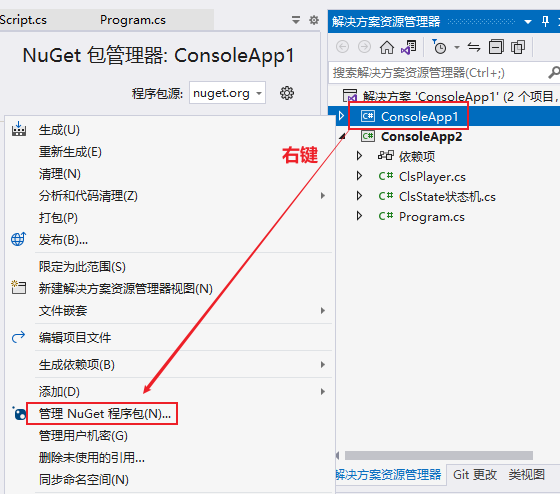 Script.cs
Program.cs
NuGet 包管理器: ConsoleApp1
程序包源: nuget.org
生成(U)
重新生成(E)
清理(N)
分析和代码清理(Z)
打包(P)
发布(B)...
限定为此范围(S)
新建解决方案资源管理器视图(N)
文件嵌套
编辑项目文件
生成依赖项(B)
添加(D)
管理 NuGet 程序包(N)...
管理用户机密(G)
删除未使用的引用...
同步命名空间(N)
右键
解决方案资源管理器
搜索解决方案资源管理器(Ctrl+;)
解决方案 'ConsoleApp1' (2 个项目,
C# ConsoleApp1
C# ConsoleApp2
依赖项
C# ClsPlayer.cs
C# ClsState状态机.cs
C# Program.cs
解决方案资源管理器 Git 更改 类视图